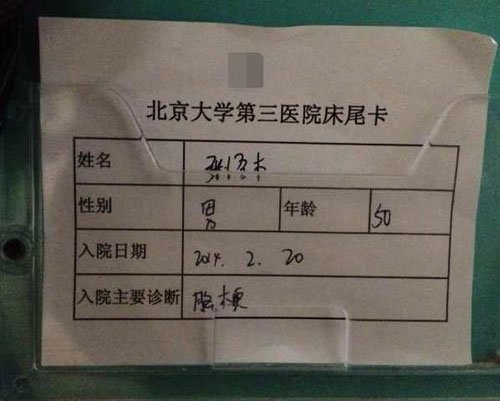 北京大学第三医院床尾卡
姓名
性别 男 年龄 50
入院日期 2014. 2. 20
入院主要诊断 脑梗